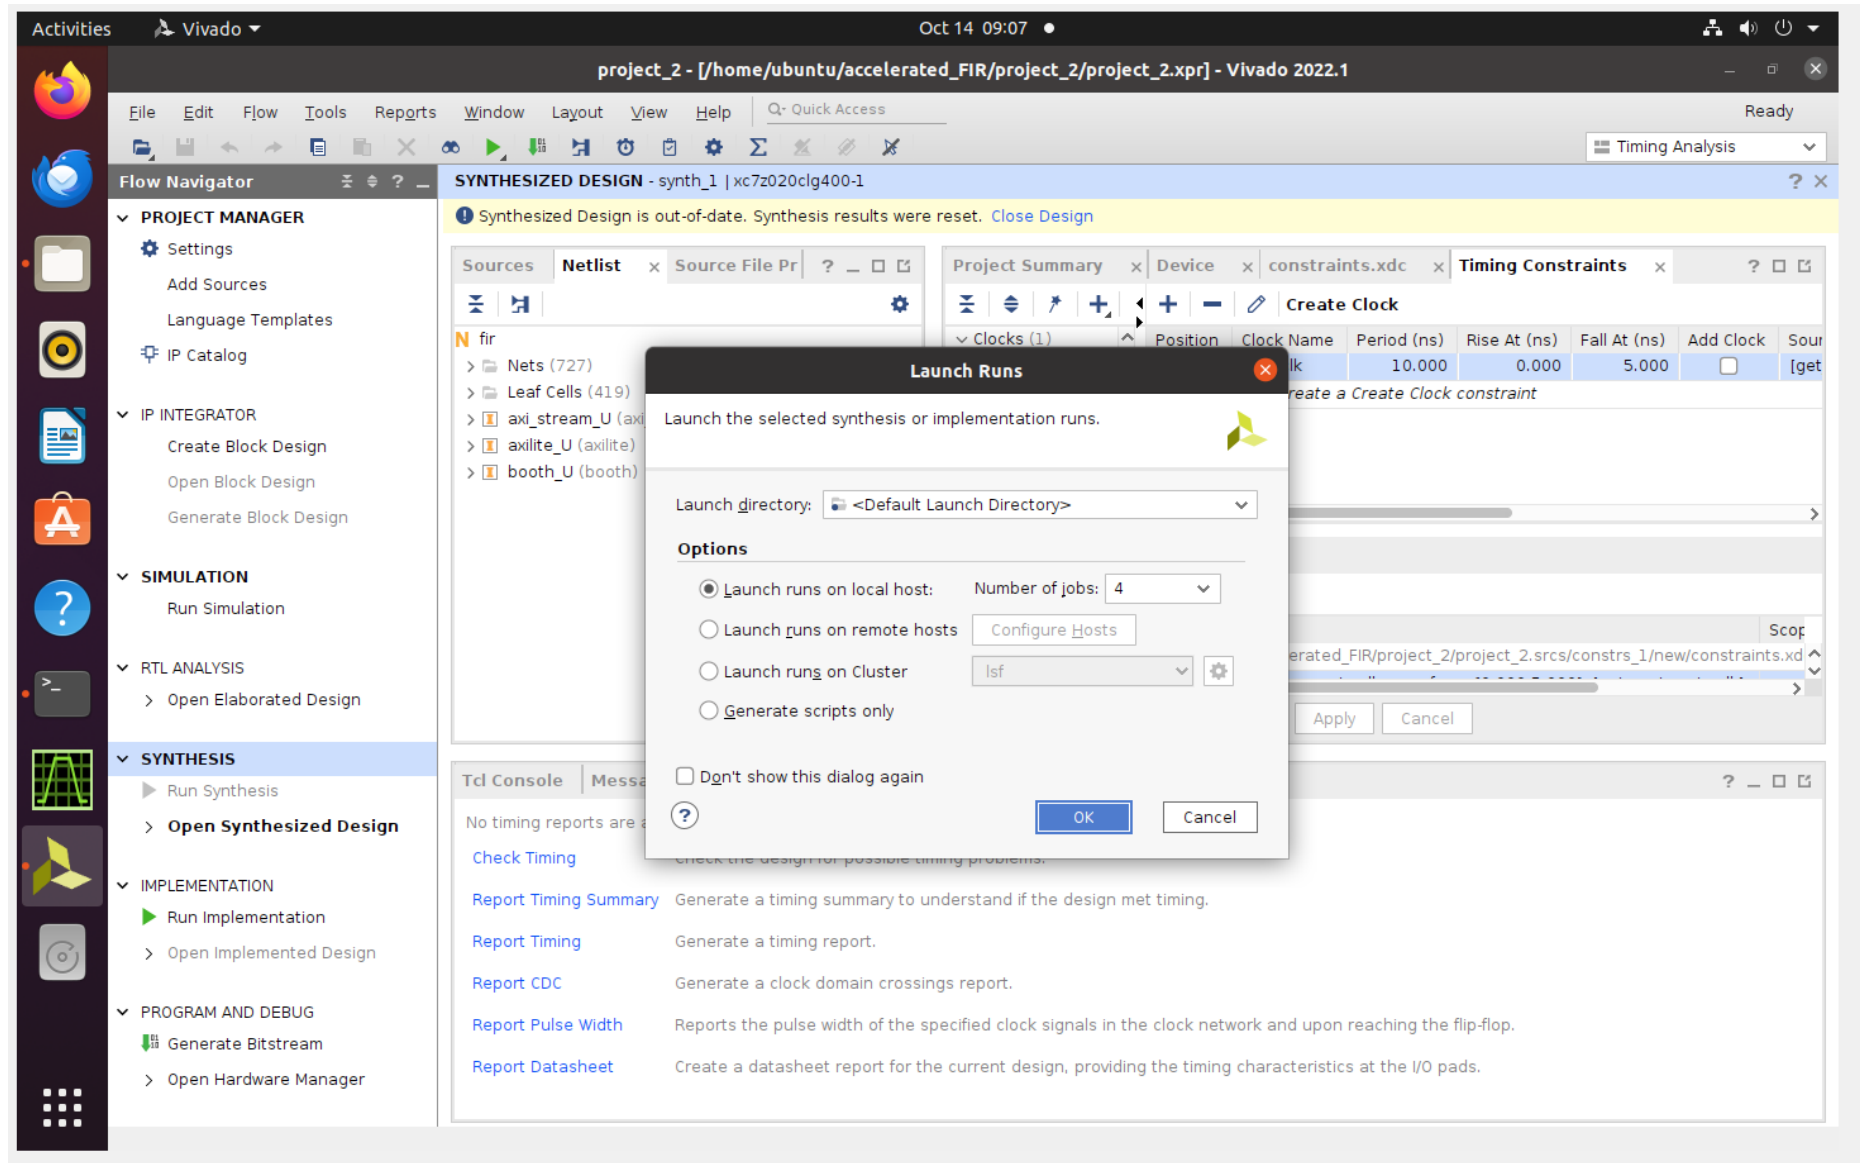 Activities Vivado Oct 14 09:07
project_2 - [/home/ubuntu/accelerated_FIR/project_2/project_2.xpr] - Vivado 2022.1
File Edit Flow Tools Reports Window Layout View Help Quick Access Ready
Timing Analysis
Flow Navigator
SYNTHESIZED DESIGN - synth_1 | xc7z020clg400-1
Synthesized Design is out-of-date. Synthesis results were reset. Close Design
PROJECT MANAGER
Settings
Add Sources
Language Templates
IP Catalog
IP INTEGRATOR
Create Block Design
Open Block Design
Generate Block Design
SIMULATION
Run Simulation
RTL ANALYSIS
Open Elaborated Design
SYNTHESIS
Run Synthesis
Open Synthesized Design
IMPLEMENTATION
Run Implementation
Open Implemented Design
PROGRAM AND DEBUG
Generate Bitstream
Open Hardware Manager
Sources Netlist Source File Pr
N fir
Nets (727)
Leaf Cells (419)
axi_stream_U (axi
axilite_U (axilite)
booth_U (booth)
Project Summary Device constraints.xdc Timing Constraints
Create Clock
Clocks (1)
Position Clock Name Period (ns) Rise At (ns) Fall At (ns) Add Clock Sour
lk 10.000 0.000 5.000 [get
reate a Create Clock constraint
Scop
erated_FIR/project_2/project_2.srcs/constrs_1/new/constraints.xd
Apply Cancel
Launch Runs
Launch the selected synthesis or implementation runs.
Launch directory: <Default Launch Directory>
Options
Launch runs on local host: Number of jobs: 4
Launch runs on remote hosts Configure Hosts
Launch runs on Cluster lsf
Generate scripts only
Don't show this dialog again
OK Cancel
Tcl Console Messa
No timing reports are a
Check Timing Check the design for possible timing problems.
Report Timing Summary Generate a timing summary to understand if the design met timing.
Report Timing Generate a timing report.
Report CDC Generate a clock domain crossings report.
Report Pulse Width Reports the pulse width of the specified clock signals in the clock network and upon reaching the flip-flop.
Report Datasheet Create a datasheet report for the current design, providing the timing characteristics at the I/O pads.